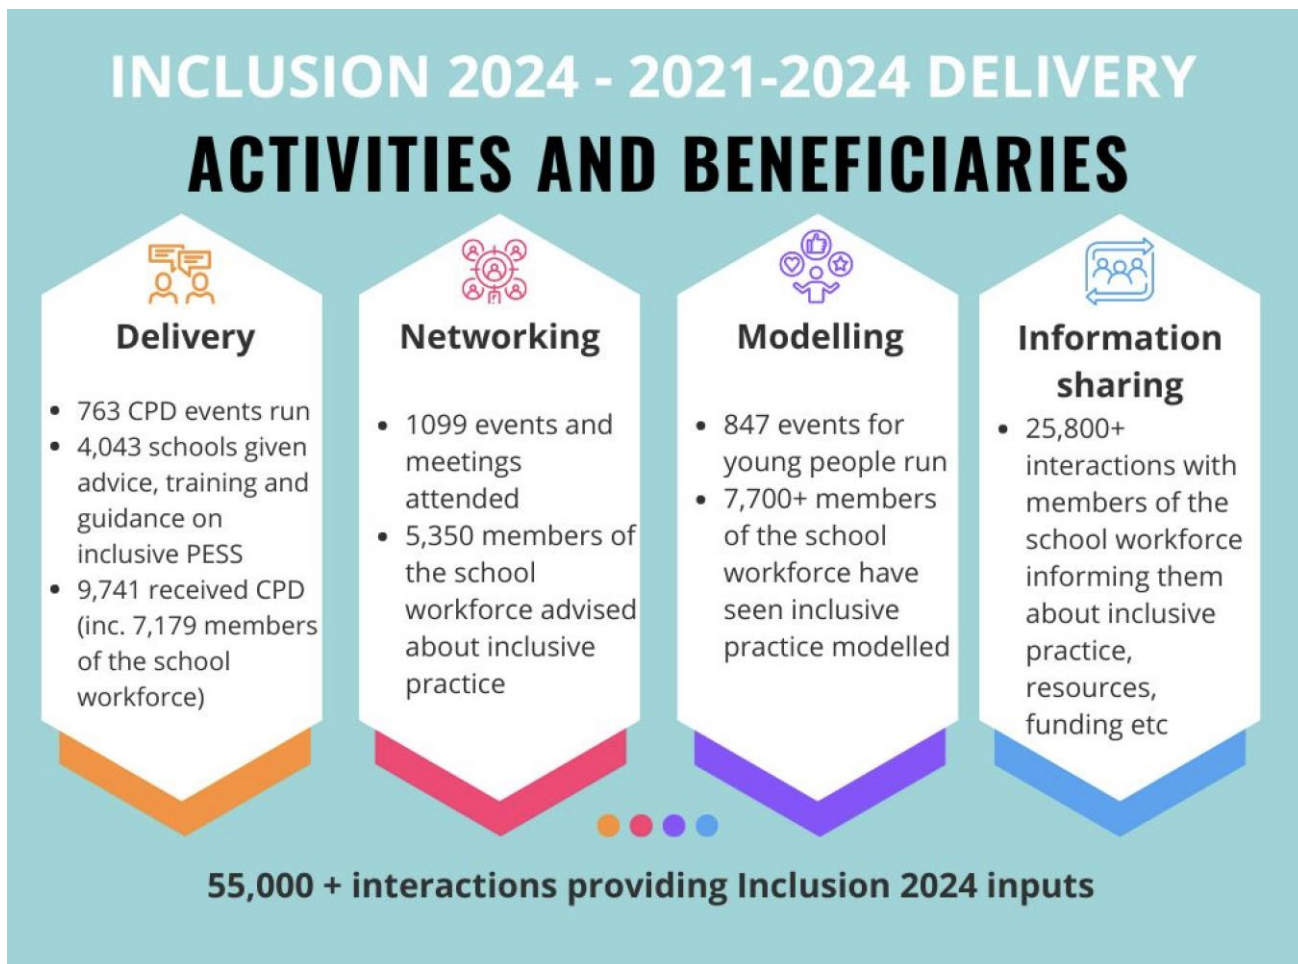 INCLUSION 2024 - 2021-2024 DELIVERY
ACTIVITIES AND BENEFICIARIES
Delivery
• 763 CPD events run
• 4,043 schools given
advice, training and
guidance on
inclusive PESS
• 9,741 received CPD
(inc. 7,179 members
of the school
workforce)
Networking
• 1099 events and
meetings
attended
• 5,350 members of
the school
workforce advised
about inclusive
practice
Modelling
• 847 events for
young people run
• 7,700+ members
of the school
workforce have
seen inclusive
practice modelled
Information
sharing
• 25,800+
interactions with
members of the
school workforce
informing them
about inclusive
practice,
resources,
funding etc
55,000 + interactions providing Inclusion 2024 inputs